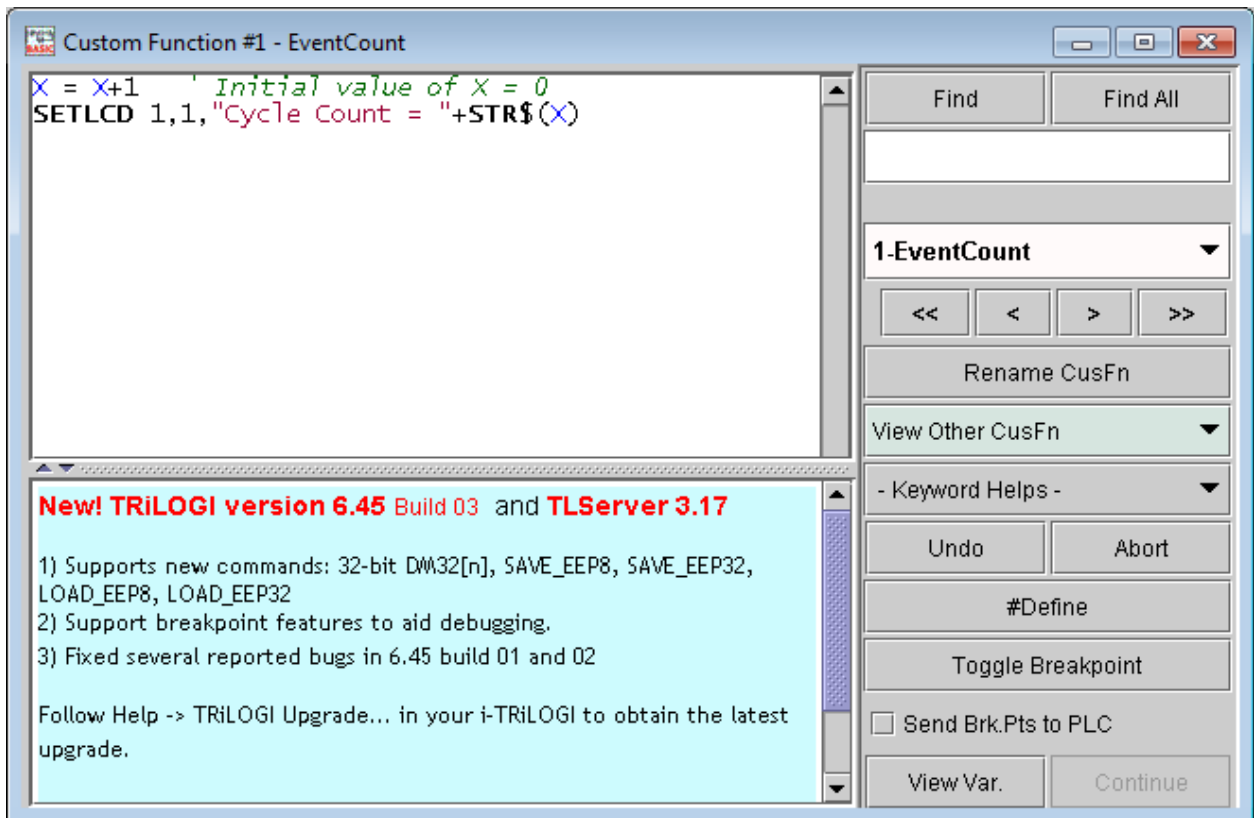 Custom Function #1 - EventCount
X = X+1    ' Initial value of X = 0
SETLCD 1,1,"Cycle Count = "+STR$(X)
New! TRiLOGI version 6.45 Build 03 and TLServer 3.17
1) Supports new commands: 32-bit DM32[n], SAVE_EEP8, SAVE_EEP32,
LOAD_EEP8, LOAD_EEP32
2) Support breakpoint features to aid debugging.
3) Fixed several reported bugs in 6.45 build 01 and 02
Follow Help -> TRiLOGI Upgrade... in your i-TRiLOGI to obtain the latest
upgrade.
Find Find All
1-EventCount
<< < > >>
Rename CusFn
View Other CusFn
- Keyword Helps -
Undo Abort
#Define
Toggle Breakpoint
Send Brk.Pts to PLC
View Var. Continue